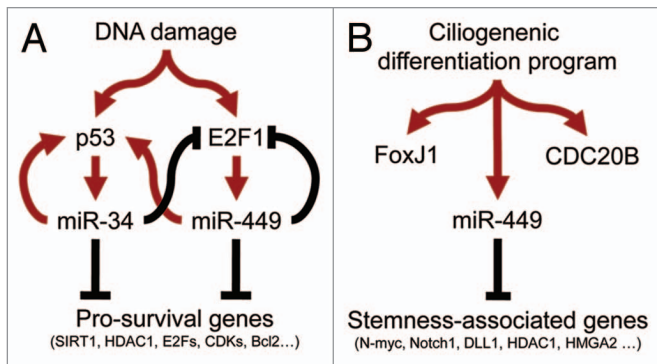 A
DNA damage
p53
E2F1
miR-34
miR-449
Pro-survival genes
(SIRT1, HDAC1, E2Fs, CDKs, Bcl2...)
B
Ciliogenenic
differentiation program
FoxJ1
CDC20B
miR-449
Stemness-associated genes
(N-myc, Notch1, DLL1, HDAC1, HMGA2 ...)